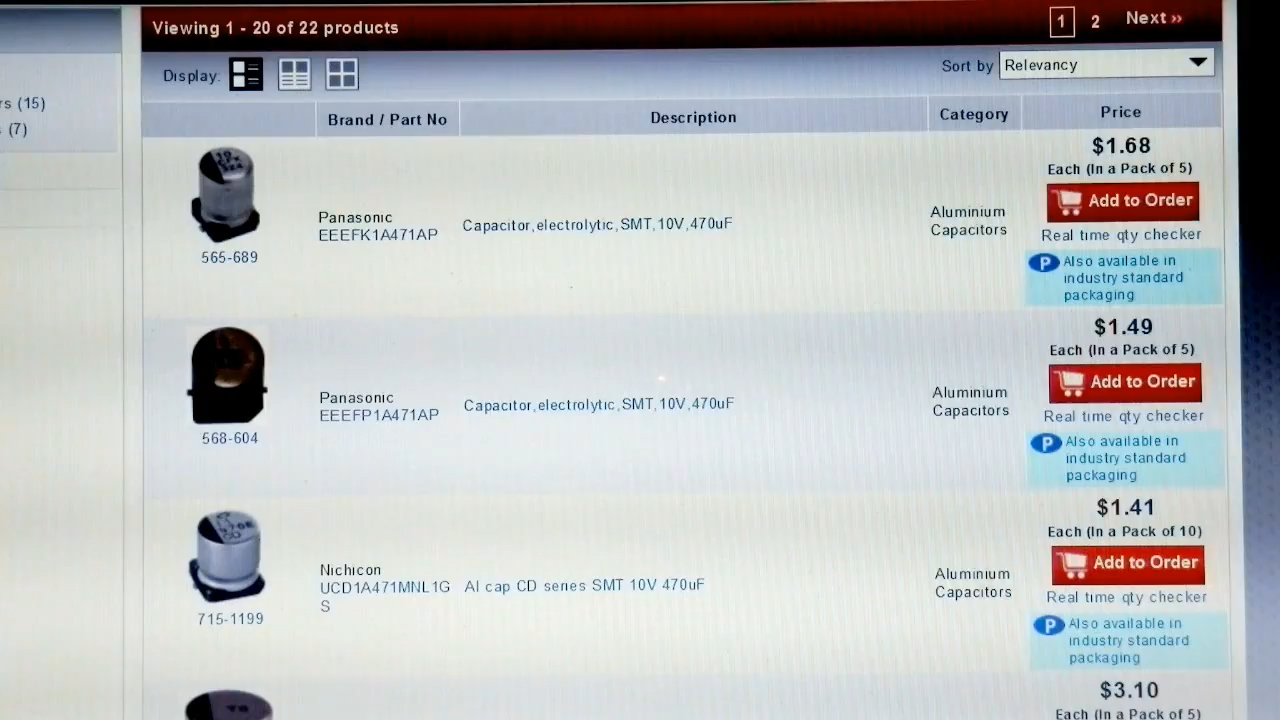 Viewing 1 - 20 of 22 products
1 2 Next »
rs (15)
(7)
Display:
Sort by Relevancy
Brand / Part No Description Category Price
$1.68
Each (In a Pack of 5)
Add to Order
Panasonic
EEEFK1A471AP
Capacitor,electrolytic,SMT,10V,470uF
Aluminium
Capacitors
Real time qty checker
565-689
P Also available in
industry standard
packaging
$1.49
Each (In a Pack of 5)
Add to Order
Panasonic
EEEFP1A471AP
Capacitor,electrolytic,SMT,10V,470uF
Aluminium
Capacitors
Real time qty checker
568-604
P Also available in
industry standard
packaging
$1.41
Each (In a Pack of 10)
Add to Order
Nichicon
UCD1A471MNL1G
S
Al cap CD series SMT 10V 470uF
Aluminium
Capacitors
Real time qty checker
715-1199
P Also available in
industry standard
packaging
$3.10
Each (In a Pack of 5)